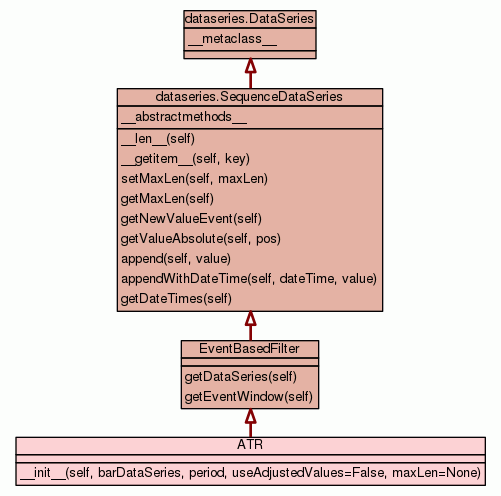 dataseries.DataSeries
__metaclass__
dataseries.SequenceDataSeries
__abstractmethods__
__len__(self)
__getitem__(self, key)
setMaxLen(self, maxLen)
getMaxLen(self)
getNewValueEvent(self)
getValueAbsolute(self, pos)
append(self, value)
appendWithDateTime(self, dateTime, value)
getDateTimes(self)
EventBasedFilter
getDataSeries(self)
getEventWindow(self)
ATR
__init__(self, barDataSeries, period, useAdjustedValues=False, maxLen=None)